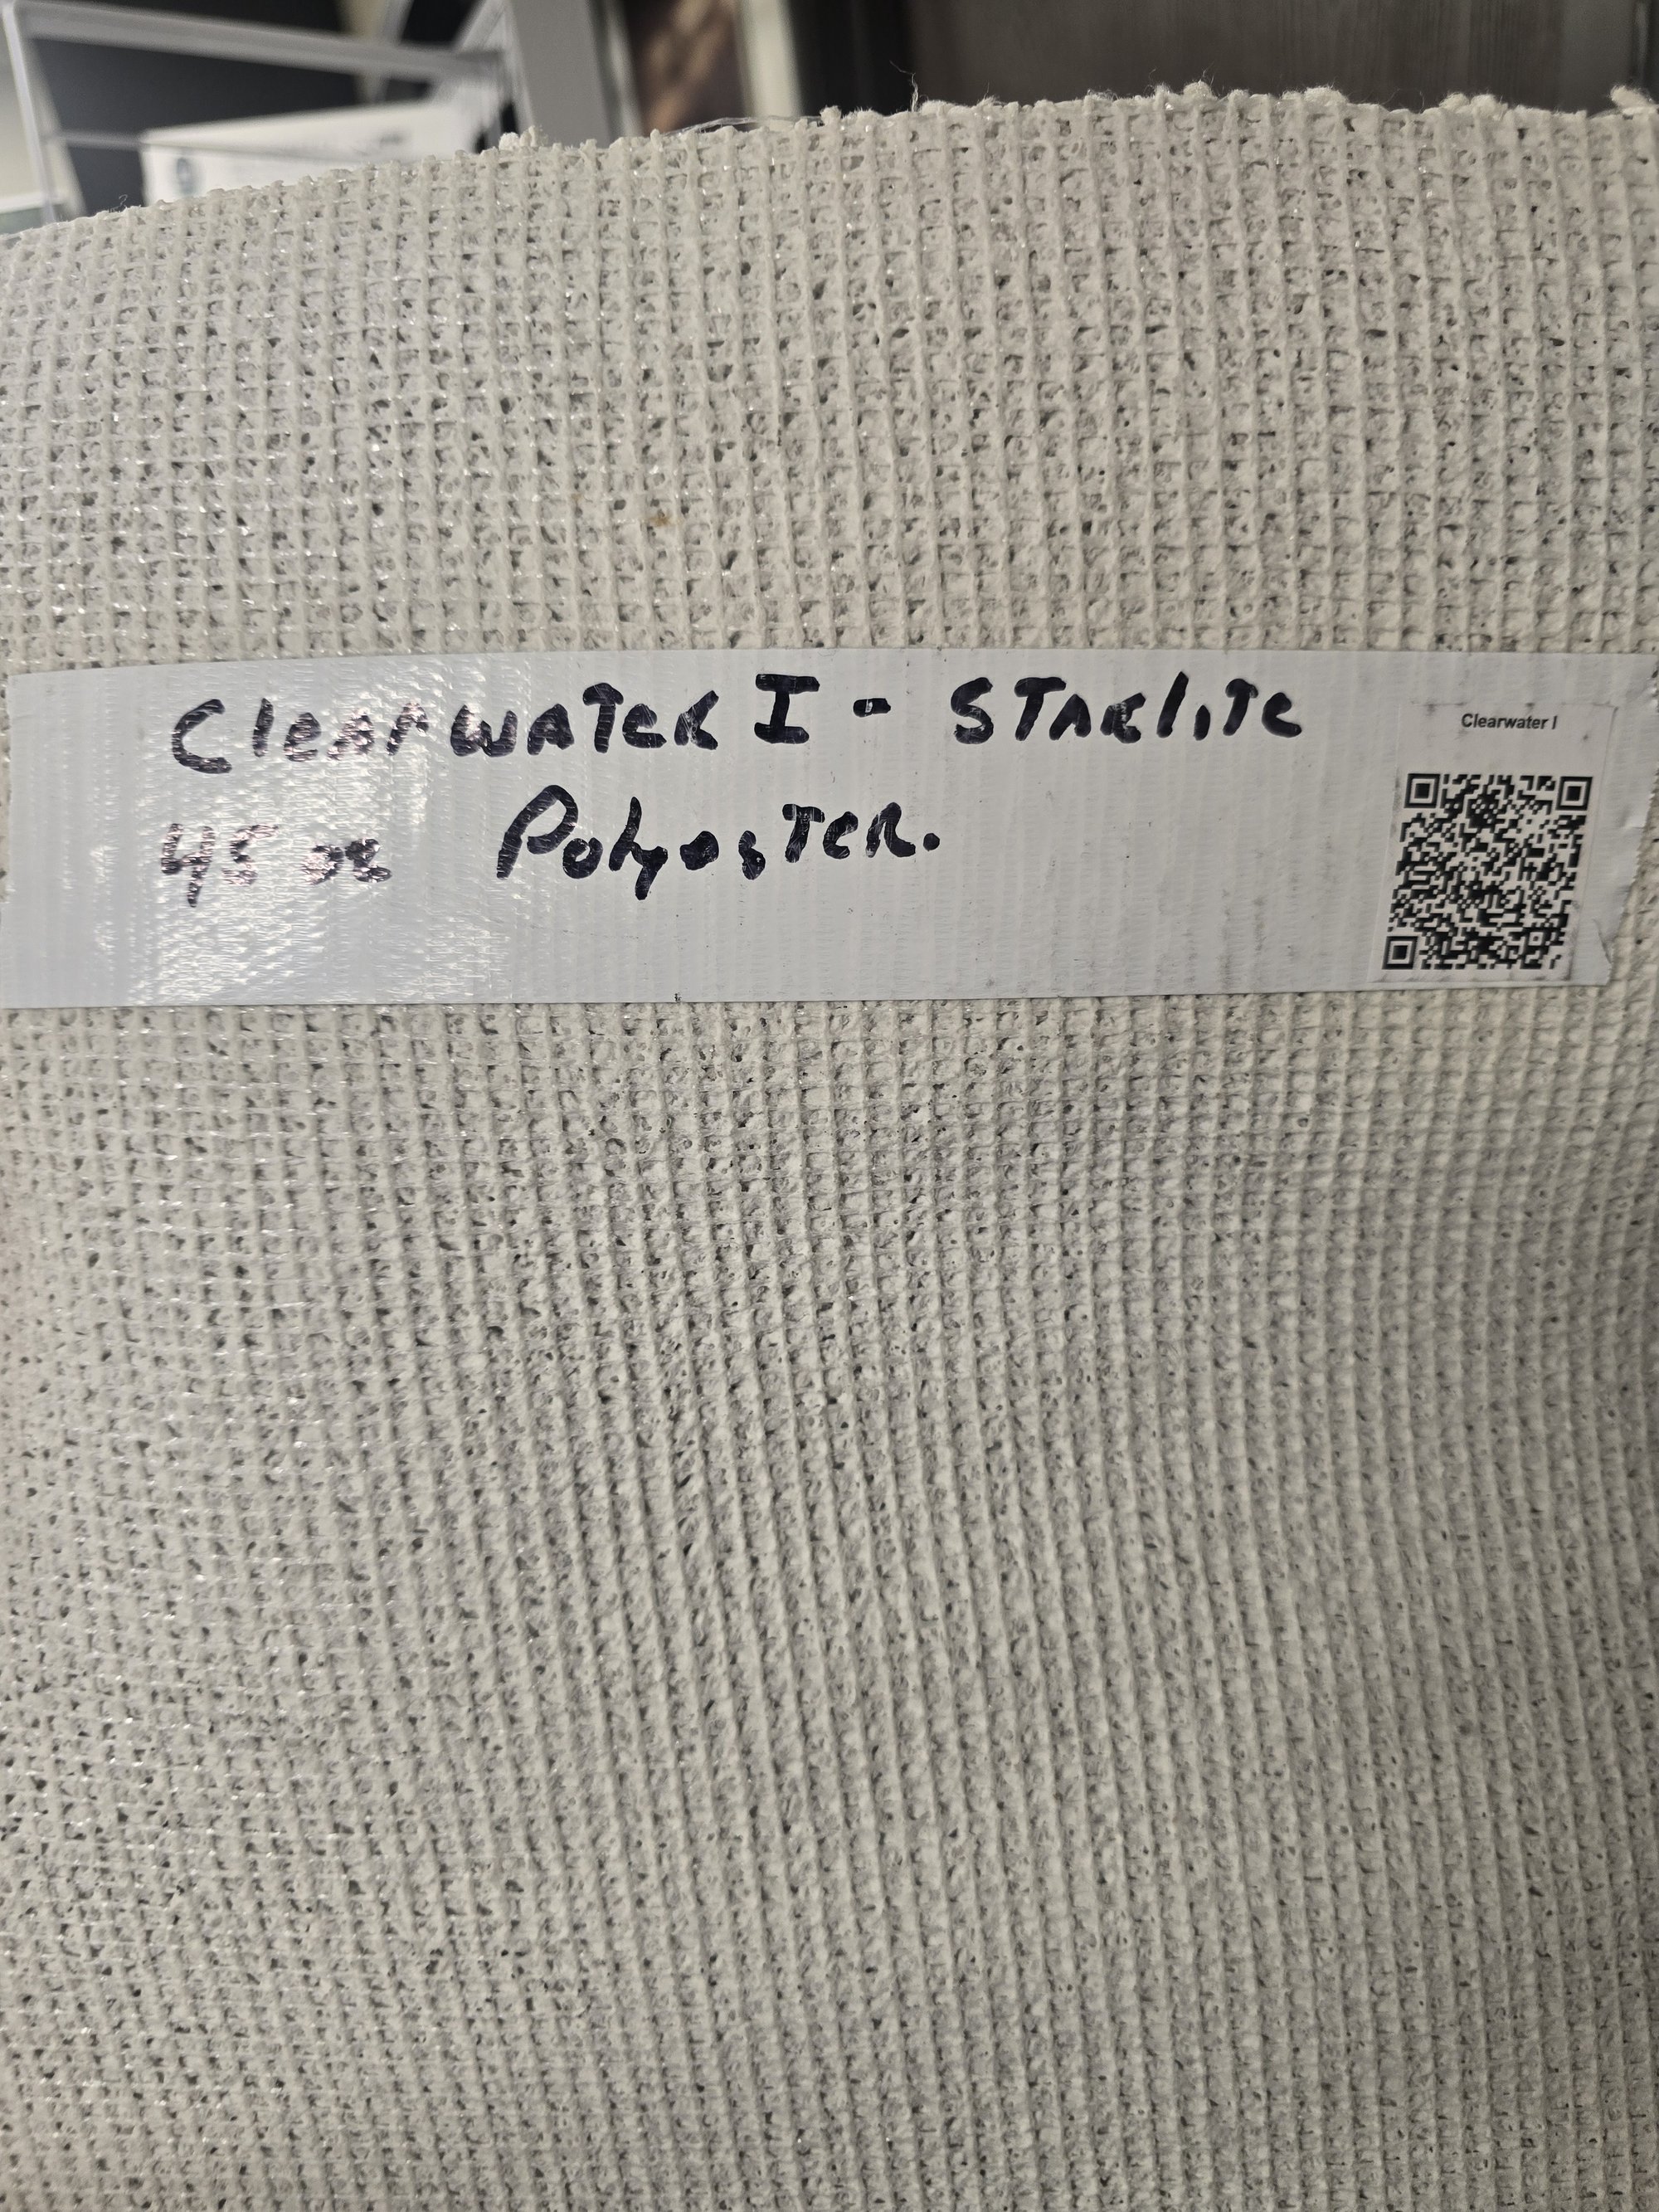 Clearwater I - Starlite
45 oz Polyester.
Clearwater I